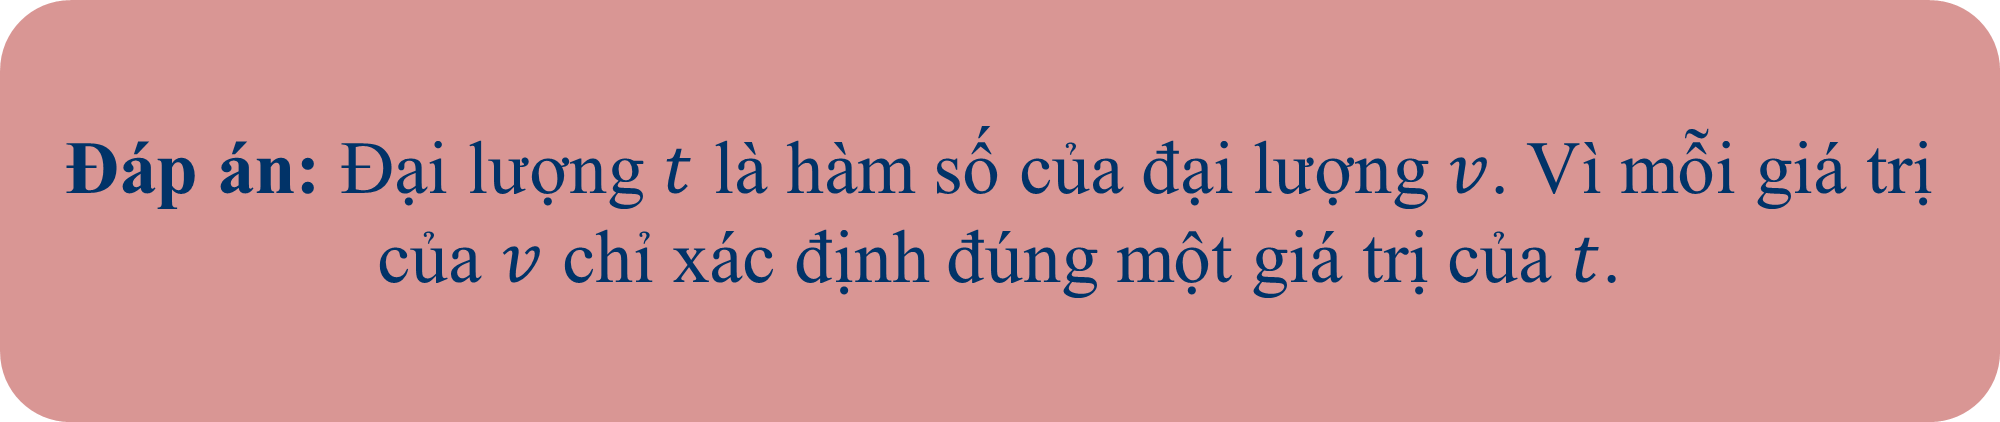 Đáp án: Đại lượng t là hàm số của đại lượng v. Vì mỗi giá trị
của v chỉ xác định đúng một giá trị của t.